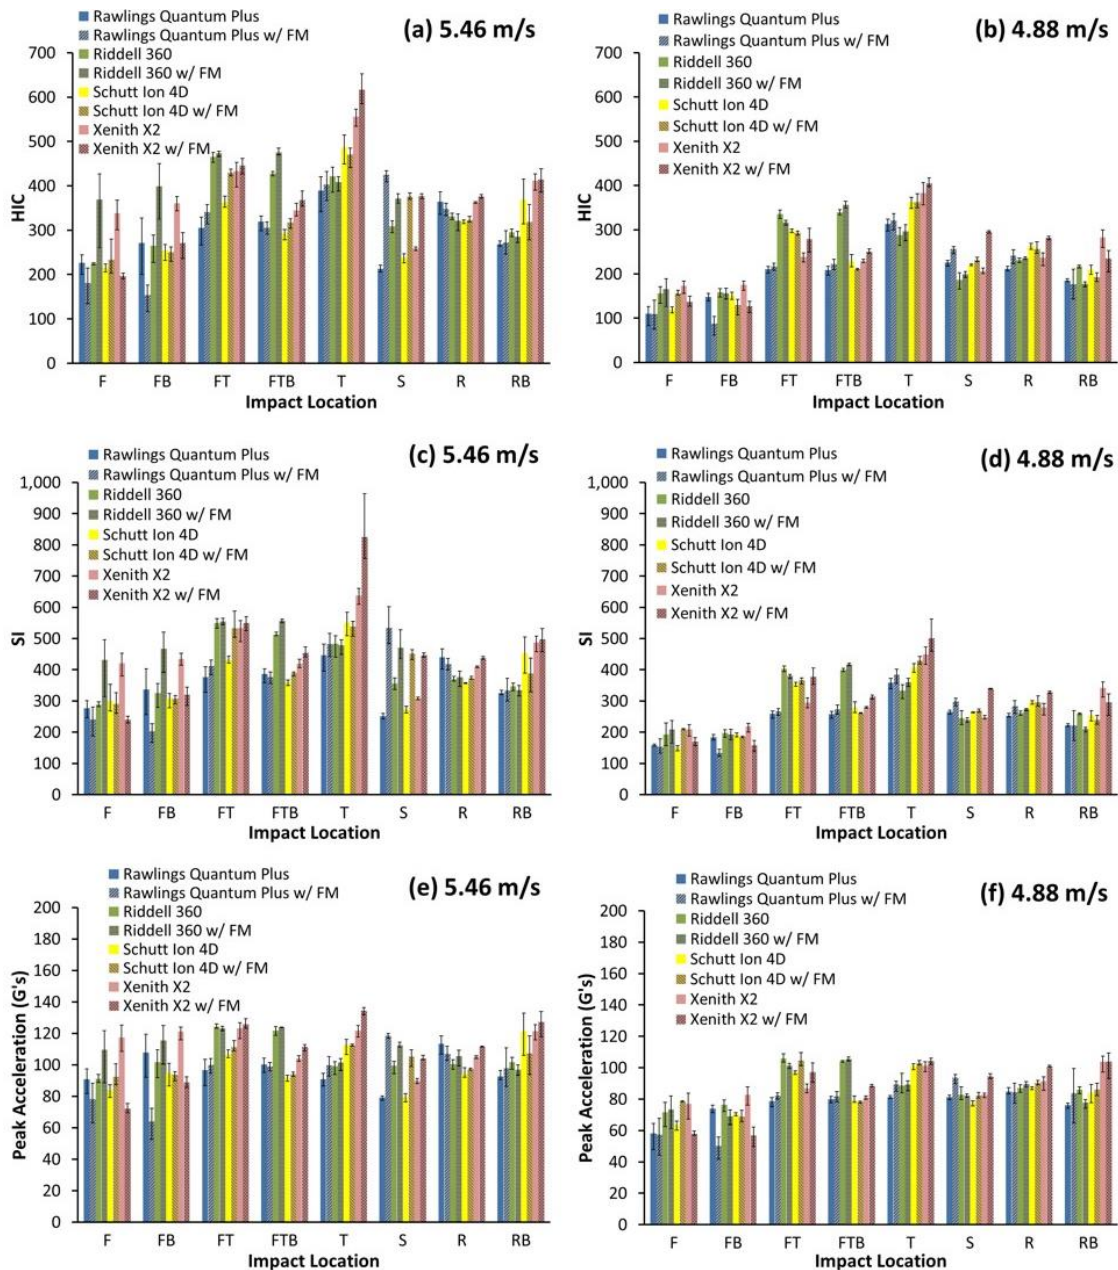 (a) 5.46 m/s
Rawlings Quantum Plus
Rawlings Quantum Plus w/ FM
Riddell 360
Riddell 360 w/ FM
Schutt Ion 4D
Schutt Ion 4D w/ FM
Xenith X2
Xenith X2 w/ FM
HIC
700
600
500
400
300
200
100
0
F FB FT FTB T S R RB
Impact Location
(b) 4.88 m/s
Rawlings Quantum Plus
Rawlings Quantum Plus w/ FM
Riddell 360
Riddell 360 w/ FM
Schutt Ion 4D
Schutt Ion 4D w/ FM
Xenith X2
Xenith X2 w/ FM
HIC
700
600
500
400
300
200
100
0
F FB FT FTB T S R RB
Impact Location
(c) 5.46 m/s
Rawlings Quantum Plus
Rawlings Quantum Plus w/ FM
Riddell 360
Riddell 360 w/ FM
Schutt Ion 4D
Schutt Ion 4D w/ FM
Xenith X2
Xenith X2 w/ FM
SI
1,000
900
800
700
600
500
400
300
200
100
0
F FB FT FTB T S R RB
Impact Location
(d) 4.88 m/s
Rawlings Quantum Plus
Rawlings Quantum Plus w/ FM
Riddell 360
Riddell 360 w/ FM
Schutt Ion 4D
Schutt Ion 4D w/ FM
Xenith X2
Xenith X2 w/ FM
SI
1,000
900
800
700
600
500
400
300
200
100
0
F FB FT FTB T S R RB
Impact Location
(e) 5.46 m/s
Rawlings Quantum Plus
Rawlings Quantum Plus w/ FM
Riddell 360
Riddell 360 w/ FM
Schutt Ion 4D
Schutt Ion 4D w/ FM
Xenith X2
Xenith X2 w/ FM
Peak Acceleration (G's)
200
180
160
140
120
100
80
60
40
20
0
F FB FT FTB T S R RB
Impact Location
(f) 4.88 m/s
Rawlings Quantum Plus
Rawlings Quantum Plus w/ FM
Riddell 360
Riddell 360 w/ FM
Schutt Ion 4D
Schutt Ion 4D w/ FM
Xenith X2
Xenith X2 w/ FM
Peak Acceleration (G's)
200
180
160
140
120
100
80
60
40
20
0
F FB FT FTB T S R RB
Impact Location